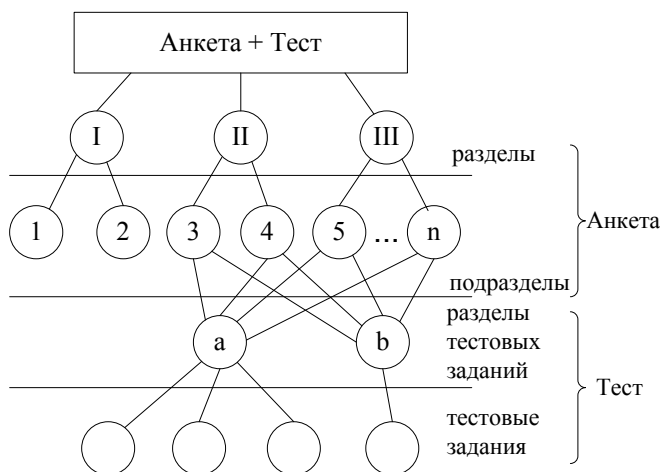 Анкета + Тест
I II III
разделы
1 2 3 4 5 ... n
Анкета
подразделы
разделы
тестовых
заданий
a b
Тест
тестовые
задания